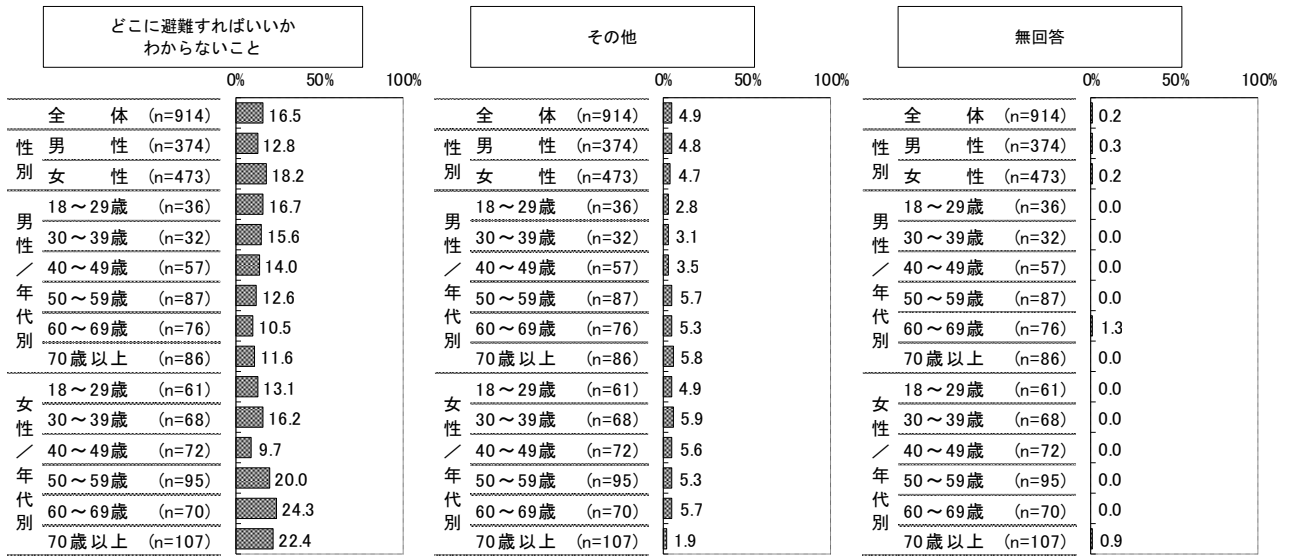 どこに避難すればいいか
わからないこと
0% 50% 100%
全体 (n=914) 16.5
性別
男性 (n=374) 12.8
女性 (n=473) 18.2
男性／年代別
18～29歳 (n=36) 16.7
30～39歳 (n=32) 15.6
40～49歳 (n=57) 14.0
50～59歳 (n=87) 12.6
60～69歳 (n=76) 10.5
70歳以上 (n=86) 11.6
女性／年代別
18～29歳 (n=61) 13.1
30～39歳 (n=68) 16.2
40～49歳 (n=72) 9.7
50～59歳 (n=95) 20.0
60～69歳 (n=70) 24.3
70歳以上 (n=107) 22.4
その他
0% 50% 100%
全体 (n=914) 4.9
性別
男性 (n=374) 4.8
女性 (n=473) 4.7
男性／年代別
18～29歳 (n=36) 2.8
30～39歳 (n=32) 3.1
40～49歳 (n=57) 3.5
50～59歳 (n=87) 5.7
60～69歳 (n=76) 5.3
70歳以上 (n=86) 5.8
女性／年代別
18～29歳 (n=61) 4.9
30～39歳 (n=68) 5.9
40～49歳 (n=72) 5.6
50～59歳 (n=95) 5.3
60～69歳 (n=70) 5.7
70歳以上 (n=107) 1.9
無回答
0% 50% 100%
全体 (n=914) 0.2
性別
男性 (n=374) 0.3
女性 (n=473) 0.2
男性／年代別
18～29歳 (n=36) 0.0
30～39歳 (n=32) 0.0
40～49歳 (n=57) 0.0
50～59歳 (n=87) 0.0
60～69歳 (n=76) 1.3
70歳以上 (n=86) 0.0
女性／年代別
18～29歳 (n=61) 0.0
30～39歳 (n=68) 0.0
40～49歳 (n=72) 0.0
50～59歳 (n=95) 0.0
60～69歳 (n=70) 0.0
70歳以上 (n=107) 0.9